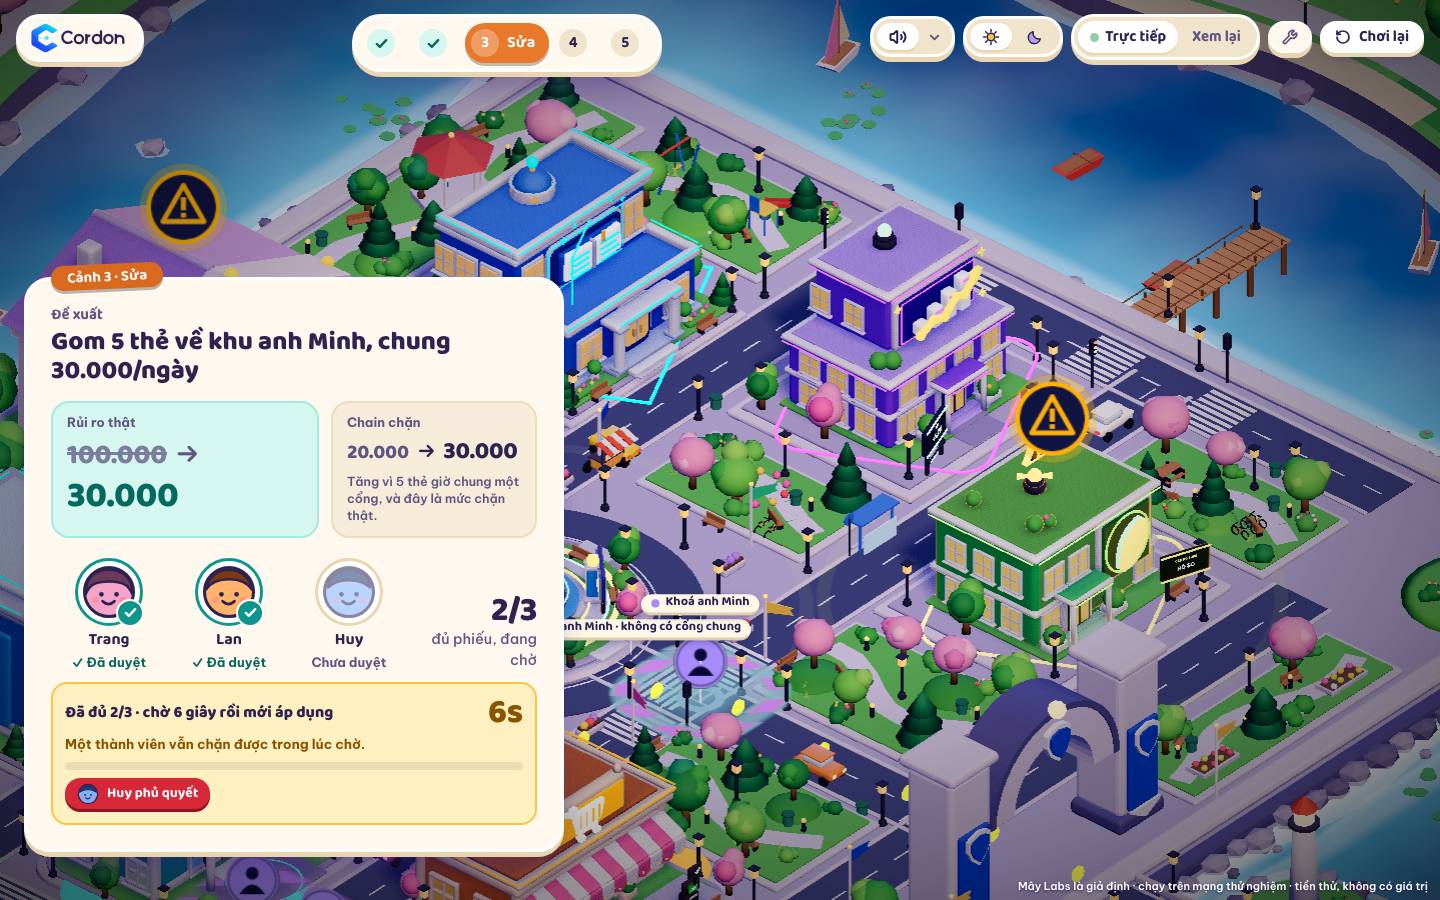 Cordon
3 Sửa 4 5
Trực tiếp Xem lại
Chơi lại
Cảnh 3 · Sửa
Đề xuất
Gom 5 thẻ về khu anh Minh, chung
30.000/ngày
Rủi ro thật
100.000 →
30.000
Chain chặn
20.000 → 30.000
Tăng vì 5 thẻ giờ chung một
cổng, và đây là mức chặn
thật.
Trang
Đã duyệt
Lan
Đã duyệt
Huy
Chưa duyệt
2/3
đủ phiếu, đang
chờ
Đã đủ 2/3 · chờ 6 giây rồi mới áp dụng
6s
Một thành viên vẫn chặn được trong lúc chờ.
Huy phủ quyết
Khoá anh Minh
anh Minh · không có cổng chung
Mây Labs là giả định · chạy trên mạng thử nghiệm · tiền thử, không có giá trị